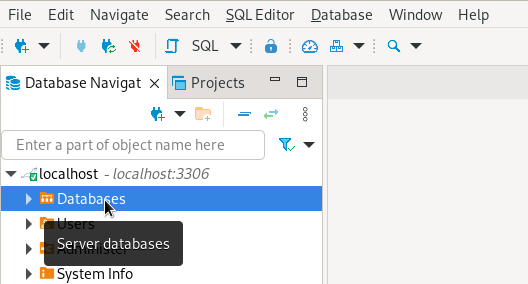 File Edit Navigate Search SQL Editor Database Window Help
SQL
Database Navigat Projects
Enter a part of object name here
localhost - localhost:3306
Databases
Users
Server databases
Administer
System Info